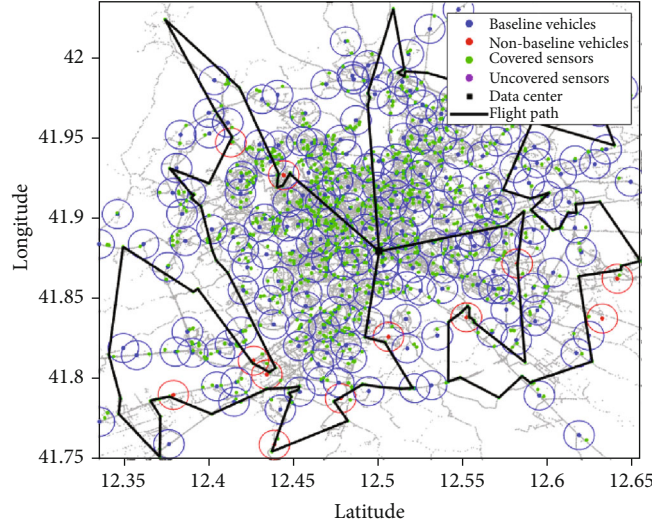 Baseline vehicles
Non-baseline vehicles
Covered sensors
Uncovered sensors
Data center
Flight path
Longitude
42
41.95
41.9
41.85
41.8
41.75
12.35 12.4 12.45 12.5 12.55 12.6 12.65
Latitude